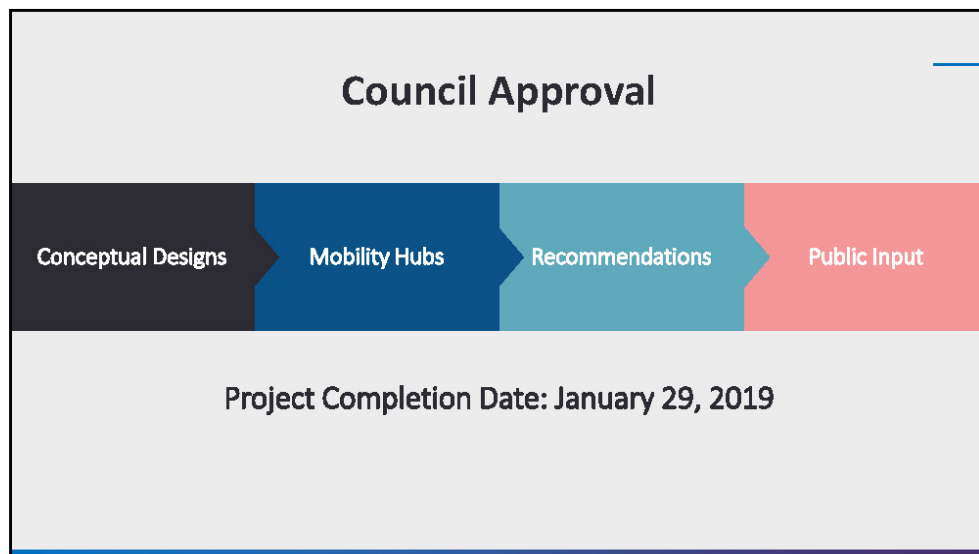 Council Approval
Conceptual Designs
Mobility Hubs
Recommendations
Public Input
Project Completion Date: January 29, 2019